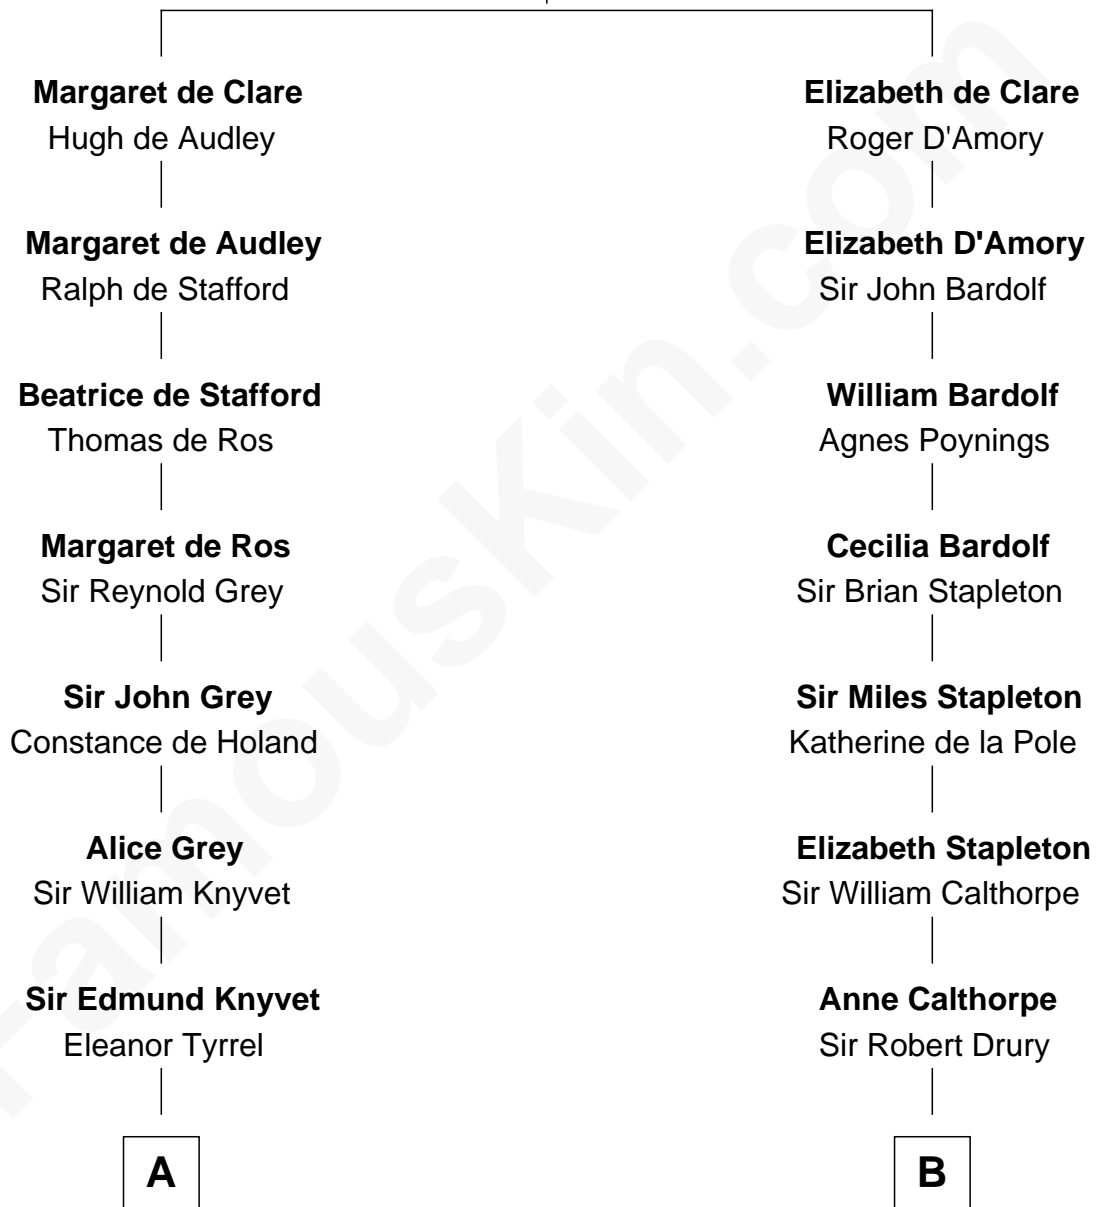 Margaret de Clare
Hugh de Audley
Margaret de Audley
Ralph de Stafford
Beatrice de Stafford
Thomas de Ros
Margaret de Ros
Sir Reynold Grey
Sir John Grey
Constance de Holand
Alice Grey
Sir William Knyvet
Sir Edmund Knyvet
Eleanor Tyrrel
A
Elizabeth de Clare
Roger D'Amory
Elizabeth D'Amory
Sir John Bardolf
William Bardolf
Agnes Poynings
Cecilia Bardolf
Sir Brian Stapleton
Sir Miles Stapleton
Katherine de la Pole
Elizabeth Stapleton
Sir William Calthorpe
Anne Calthorpe
Sir Robert Drury
B
FamousKin.com